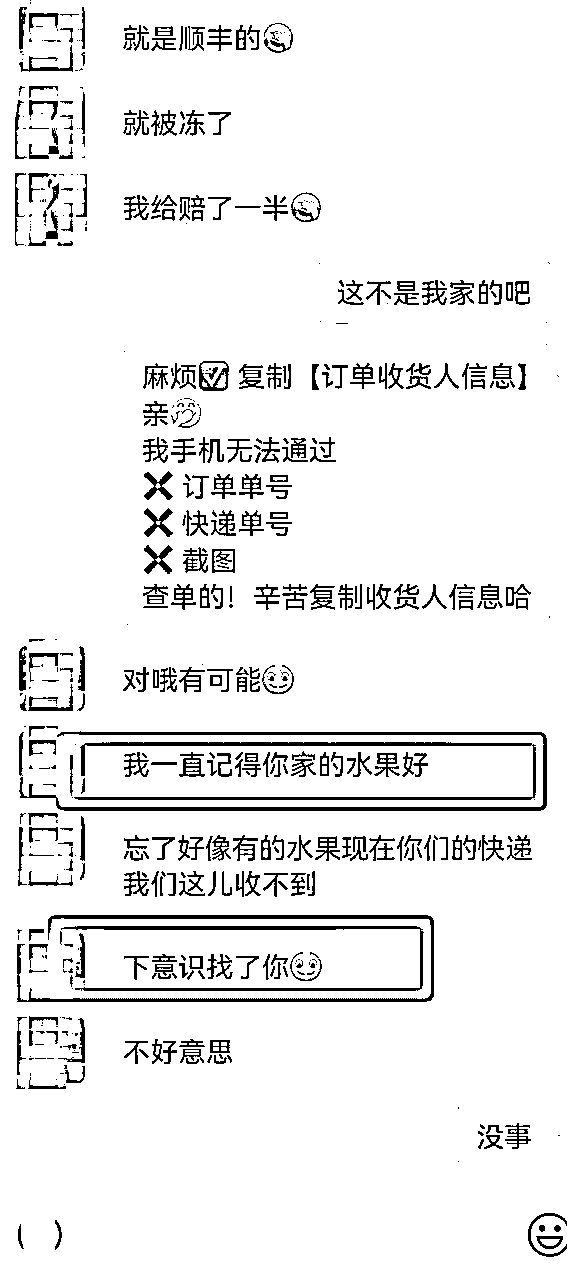 就是顺丰的
就被冻了
我给赔了一半
这不是我家的吧
麻烦✅ 复制【订单收货人信息】
亲
我手机无法通过
❌ 订单单号
❌ 快递单号
❌ 截图
查单的！辛苦复制收货人信息哈
对哦有可能
我一直记得你家的水果好
忘了好像有的水果现在你们的快递
我们这儿收不到
下意识找了你
不好意思
没事